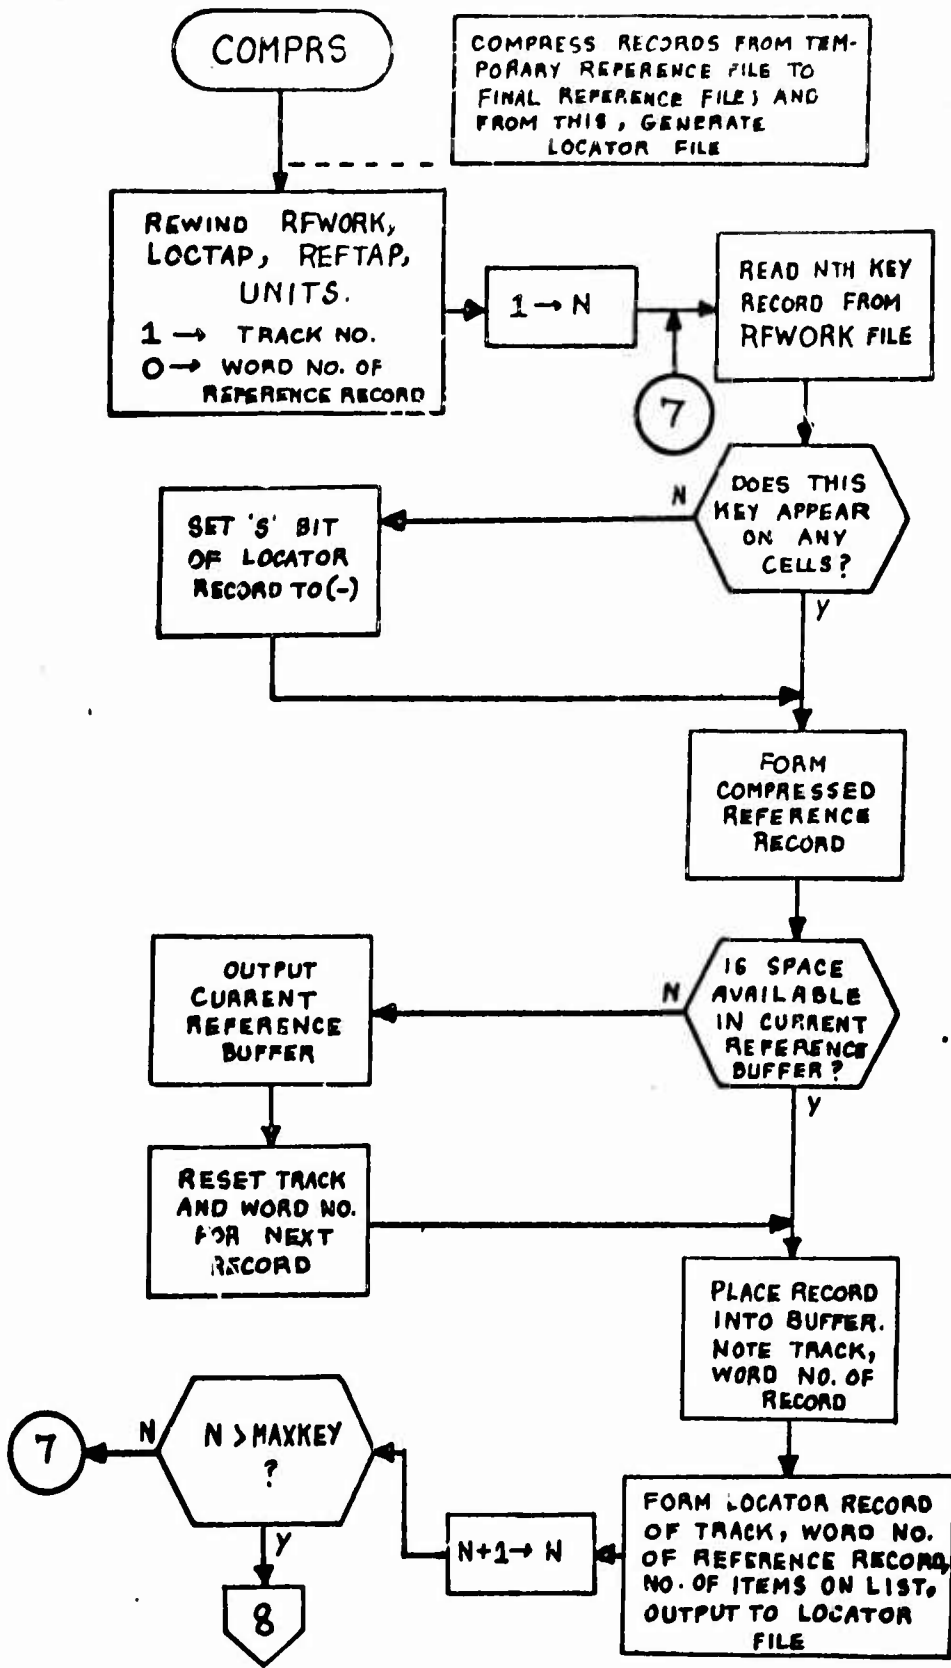 COMPRS
COMPRESS RECORDS FROM TEM-
PORARY REFERENCE FILE TO
FINAL REFERENCE FILE; AND
FROM THIS, GENERATE
LOCATOR FILE
REWIND RFWORK,
LOCTAP, REFTAP,
UNITS.
1 → TRACK NO.
0 → WORD NO. OF
REFERENCE RECORD
1 → N
READ NTH KEY
RECORD FROM
RFWORK FILE
7
DOES THIS
KEY APPEAR
ON ANY
CELLS?
N
Y
SET 'S' BIT
OF LOCATOR
RECORD TO (-)
FORM
COMPRESSED
REFERENCE
RECORD
IS SPACE
AVAILABLE
IN CURRENT
REFERENCE
BUFFER?
N
Y
OUTPUT
CURRENT
REFERENCE
BUFFER
RESET TRACK
AND WORD NO.
FOR NEXT
RECORD
PLACE RECORD
INTO BUFFER.
NOTE TRACK,
WORD NO. OF
RECORD
FORM LOCATOR RECORD
OF TRACK, WORD NO.
OF REFERENCE RECORD,
NO. OF ITEMS ON LIST.
OUTPUT TO LOCATOR
FILE
N+1 → N
N > MAXKEY
?
N
7
Y
8